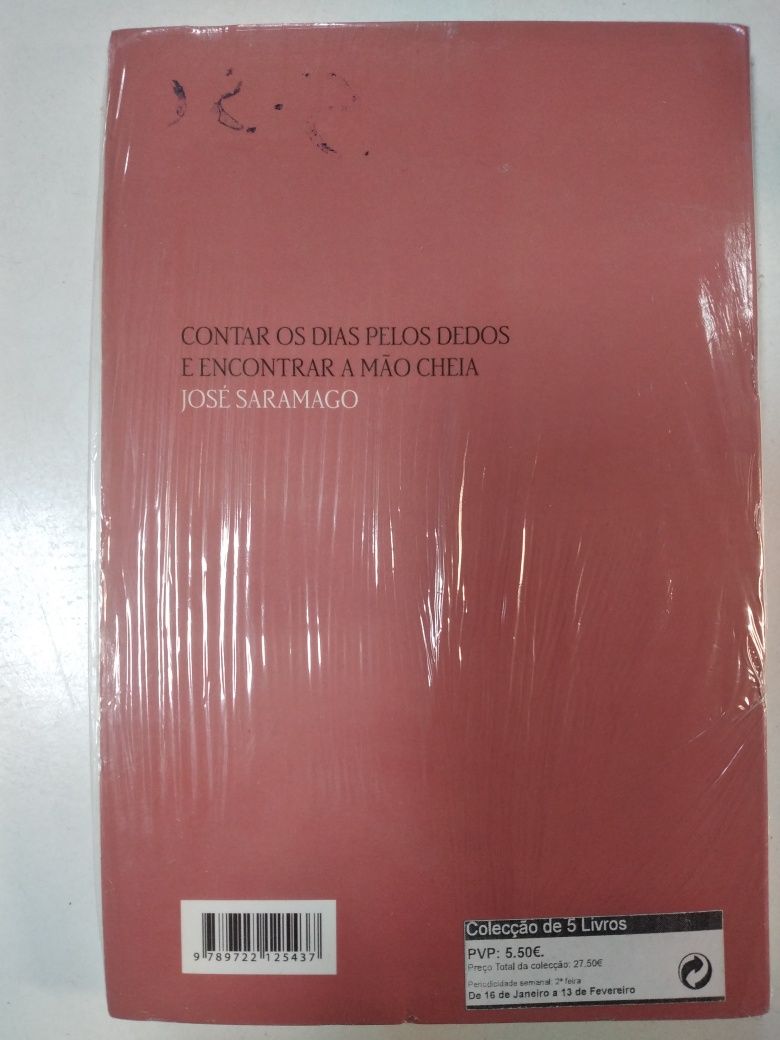 CONTAR OS DIAS PELOS DEDOS
E ENCONTRAR A MÃO CHEIA
JOSÉ SARAMAGO
9 789722 125437
Colecção de 5 Livros
PVP: 5.50€.
Preço Total da colecção: 27.50€
Periodicidade semanal: 2ª feira
De 16 de Janeiro a 13 de Fevereiro